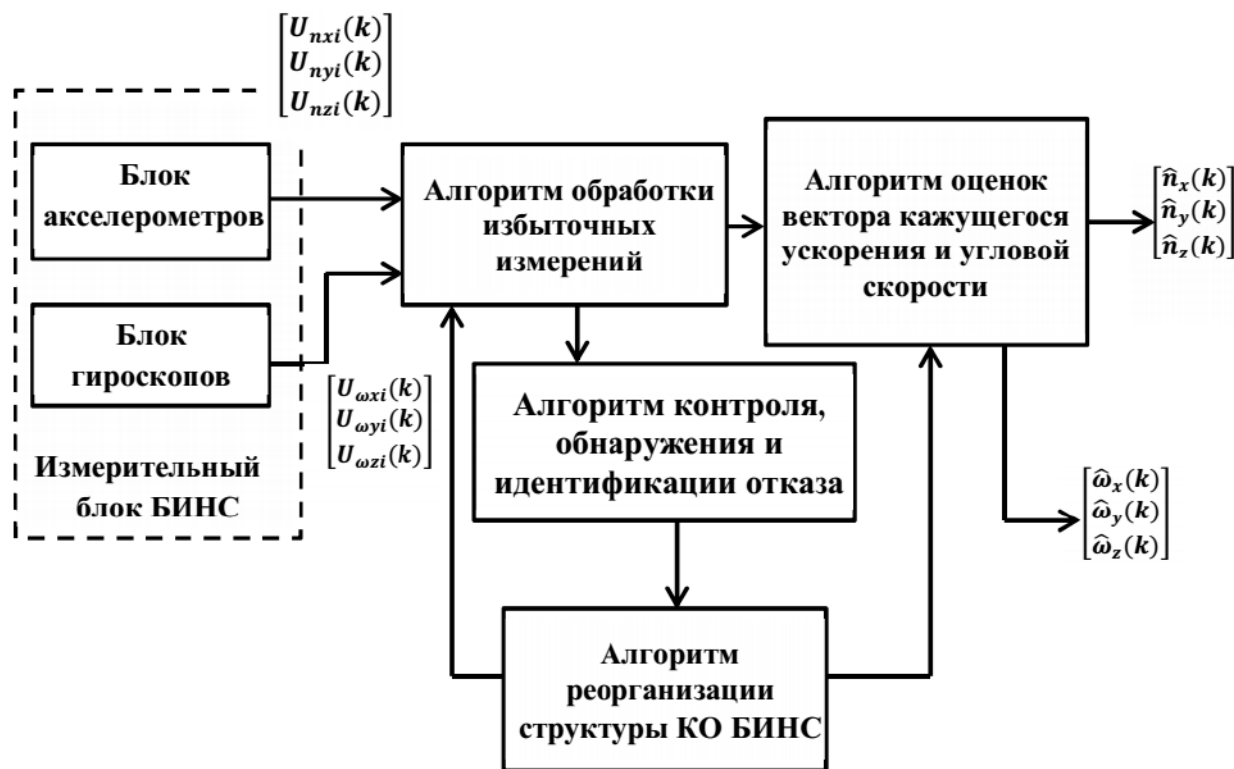 [U_nxi(k)]
[U_nyi(k)]
[U_nzi(k)]
Блок
акселерометров
Блок
гироскопов
Измерительный
блок БИНС
[U_ωxi(k)]
[U_ωyi(k)]
[U_ωzi(k)]
Алгоритм обработки
избыточных
измерений
Алгоритм контроля,
обнаружения и
идентификации отказа
Алгоритм
реорганизации
структуры КО БИНС
Алгоритм оценок
вектора кажущегося
ускорения и угловой
скорости
[n̂_x(k)]
[n̂_y(k)]
[n̂_z(k)]
[ω̂_x(k)]
[ω̂_y(k)]
[ω̂_z(k)]